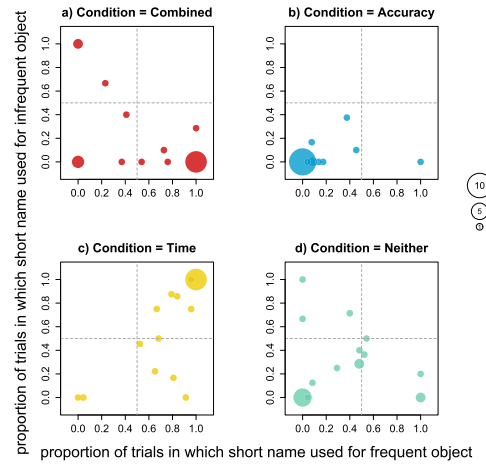 proportion of trials in which short name used for infrequent object
a) Condition = Combined
1.0
0.8
0.6
0.4
0.2
0.0
0.0 0.2 0.4 0.6 0.8 1.0
b) Condition = Accuracy
1.0
0.8
0.6
0.4
0.2
0.0
0.0 0.2 0.4 0.6 0.8 1.0
10
5
c) Condition = Time
1.0
0.8
0.6
0.4
0.2
0.0
0.0 0.2 0.4 0.6 0.8 1.0
d) Condition = Neither
1.0
0.8
0.6
0.4
0.2
0.0
0.0 0.2 0.4 0.6 0.8 1.0
proportion of trials in which short name used for frequent object